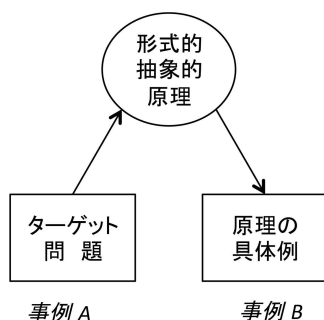 形式的
抽象的
原理
ターゲット
問 題
原理の
具体例
事例 A
事例 B